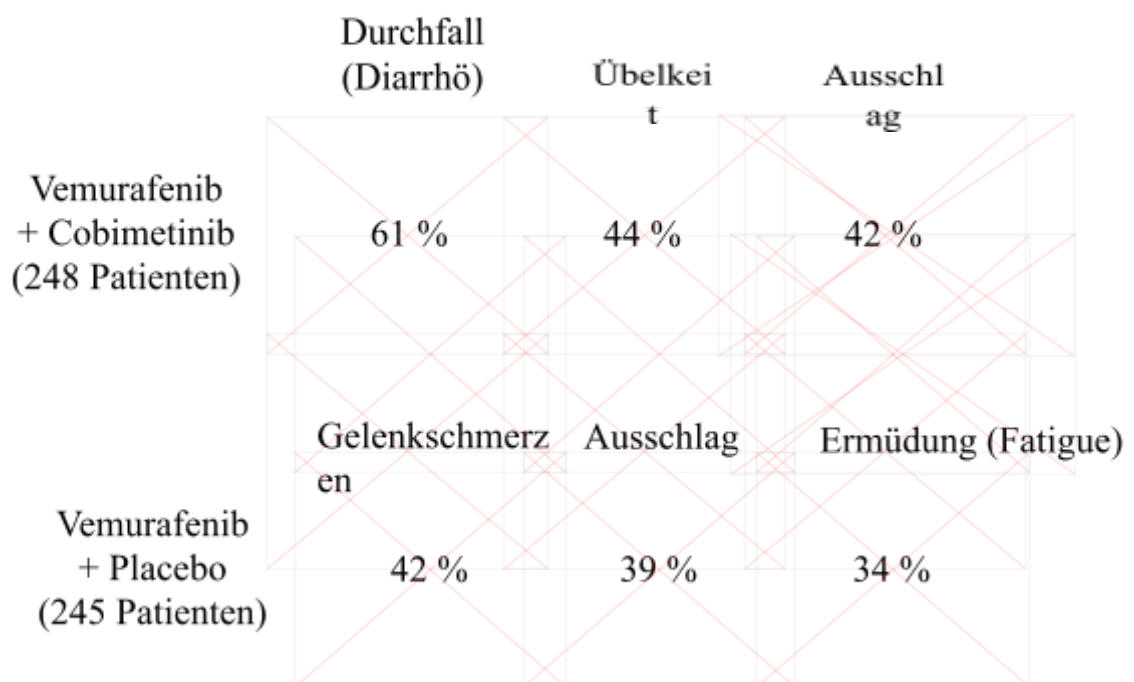 Durchfall
(Diarrhö)
Übelkei
t
Ausschl
ag
Vemurafenib
+ Cobimetinib
(248 Patienten)
61 %
44 %
42 %
Gelenkschmerz
en
Ausschlag
Ermüdung (Fatigue)
Vemurafenib
+ Placebo
(245 Patienten)
42 %
39 %
34 %